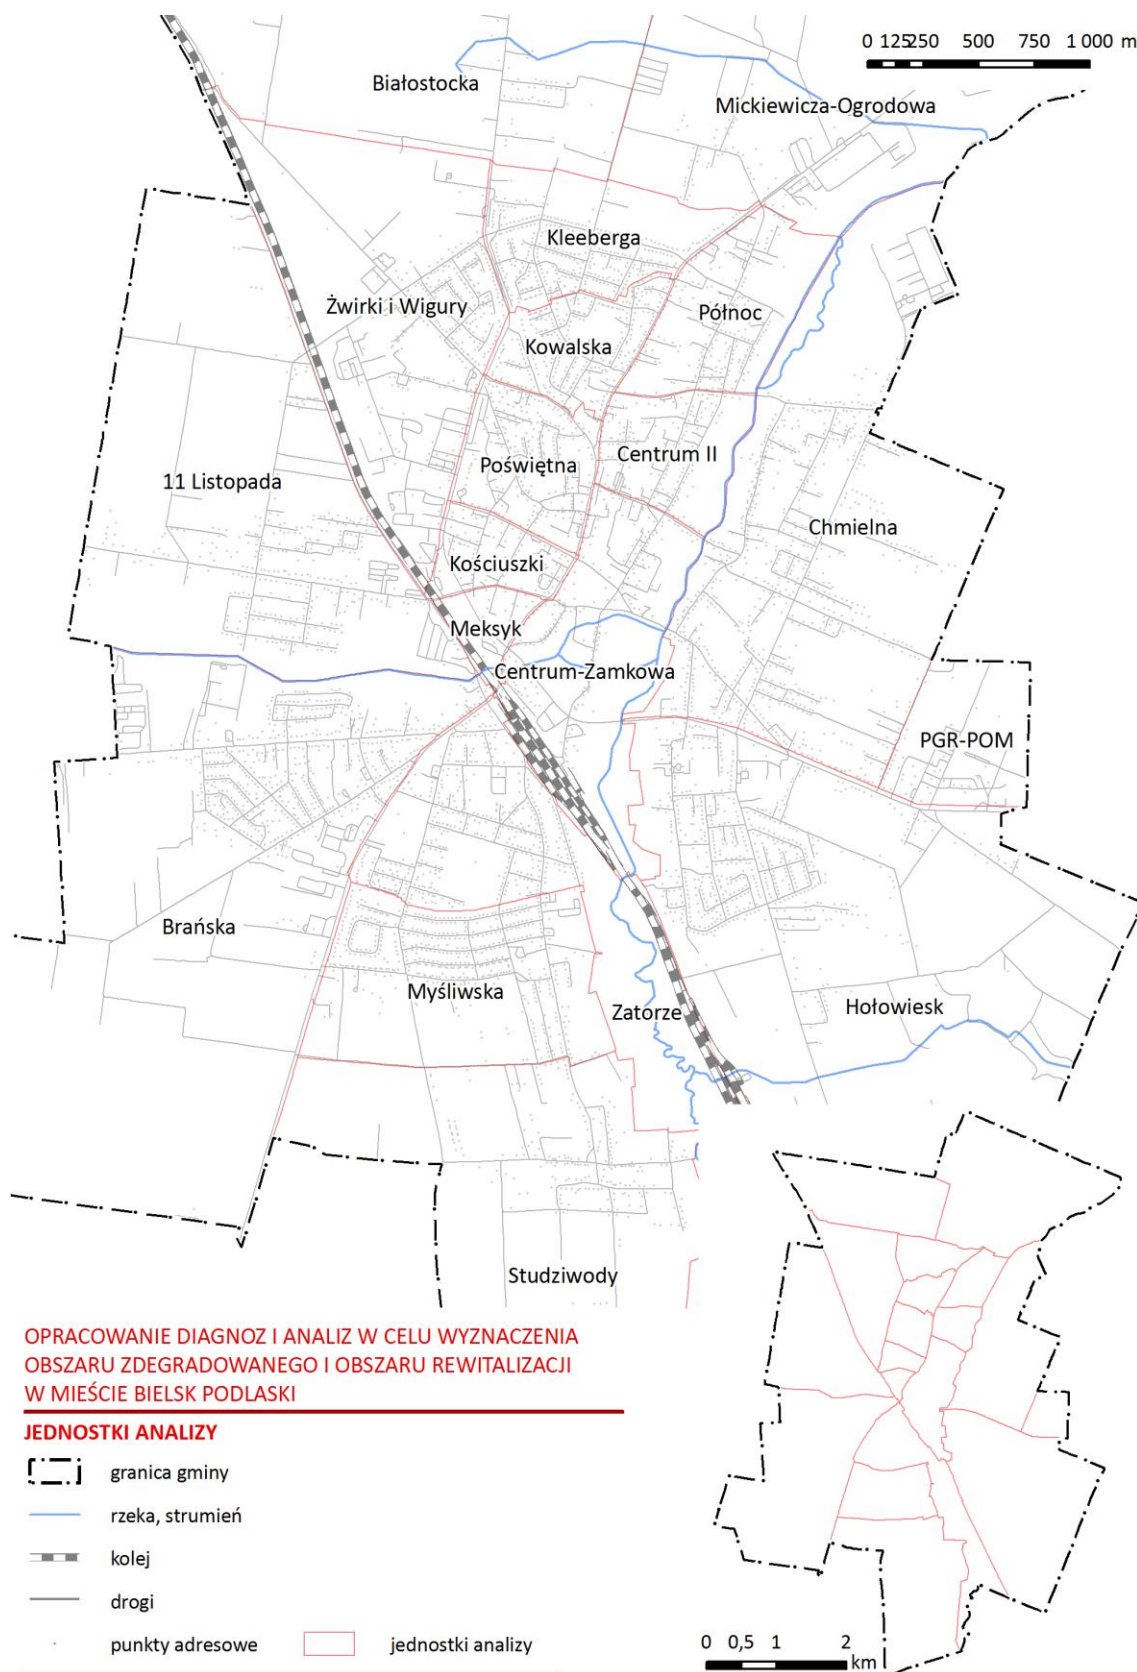 0 125250 500 750 1 000 m
Białostocka
Mickiewicza-Ogrodowa
Kleeberga
Żwirki i Wigury
Północ
Kowalska
Centrum II
Poświętna
11 Listopada
Chmielna
Kościuszki
Meksyk
Centrum-Zamkowa
PGR-POM
Brańska
Myśliwska
Zatorze
Hołowiesk
Studziwody
OPRACOWANIE DIAGNOZ I ANALIZ W CELU WYZNACZENIA
OBSZARU ZDEGRADOWANEGO I OBSZARU REWITALIZACJI
W MIEŚCIE BIELSK PODLASKI
JEDNOSTKI ANALIZY
granica gminy
rzeka, strumień
kolej
drogi
punkty adresowe jednostki analizy
0 0,5 1 2
km